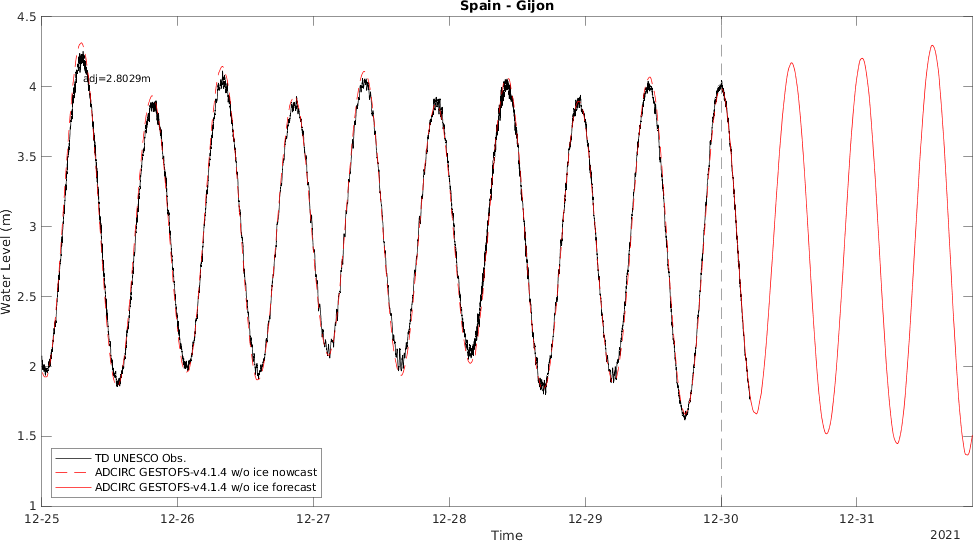 Spain - Gijon
4.5
4
3.5
3
2.5
2
1.5
1
Water Level (m)
adj=2.8029m
TD UNESCO Obs.
ADCIRC GESTOFS-v4.1.4 w/o ice nowcast
ADCIRC GESTOFS-v4.1.4 w/o ice forecast
12-25 12-26 12-27 12-28 12-29 12-30 12-31
Time
2021